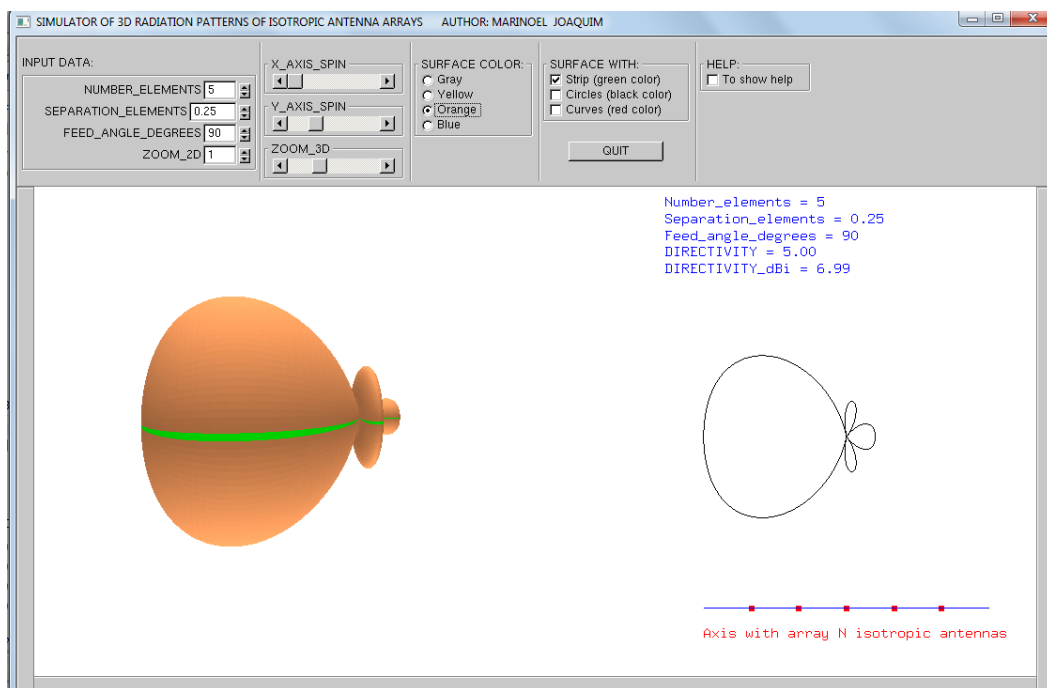 SIMULATOR OF 3D RADIATION PATTERNS OF ISOTROPIC ANTENNA ARRAYS AUTHOR: MARINOEL JOAQUIM
INPUT DATA:
NUMBER_ELEMENTS 5
SEPARATION_ELEMENTS 0.25
FEED_ANGLE_DEGREES 90
ZOOM_2D 1
X_AXIS_SPIN
Y_AXIS_SPIN
ZOOM_3D
SURFACE COLOR:
Gray
Yellow
Orange
Blue
SURFACE WITH:
Strip (green color)
Circles (black color)
Curves (red color)
QUIT
HELP:
To show help
Number_elements = 5
Separation_elements = 0.25
Feed_angle_degrees = 90
DIRECTIVITY = 5.00
DIRECTIVITY_dBi = 6.99
Axis with array N isotropic antennas